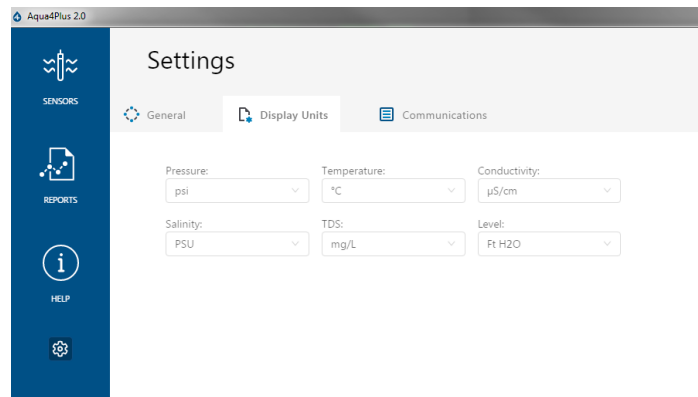 Aqua4Plus 2.0
Settings
SENSORS
General
Display Units
Communications
Pressure:
Temperature:
Conductivity:
psi
°C
µS/cm
REPORTS
Salinity:
TDS:
Level:
PSU
mg/L
Ft H2O
HELP